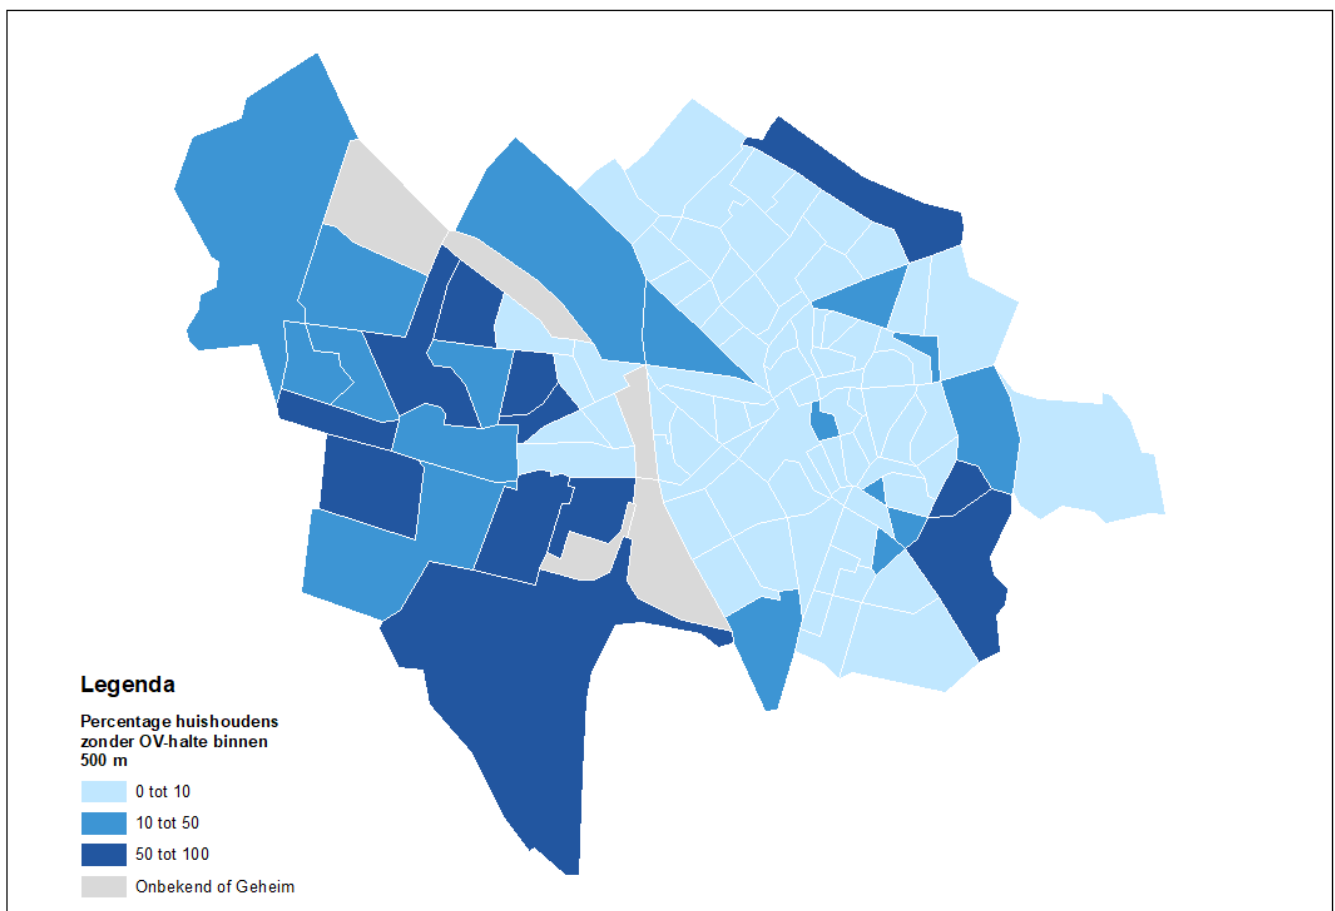 Legenda
Percentage huishoudens
zonder OV-halte binnen
500 m
0 tot 10
10 tot 50
50 tot 100
Onbekend of Geheim